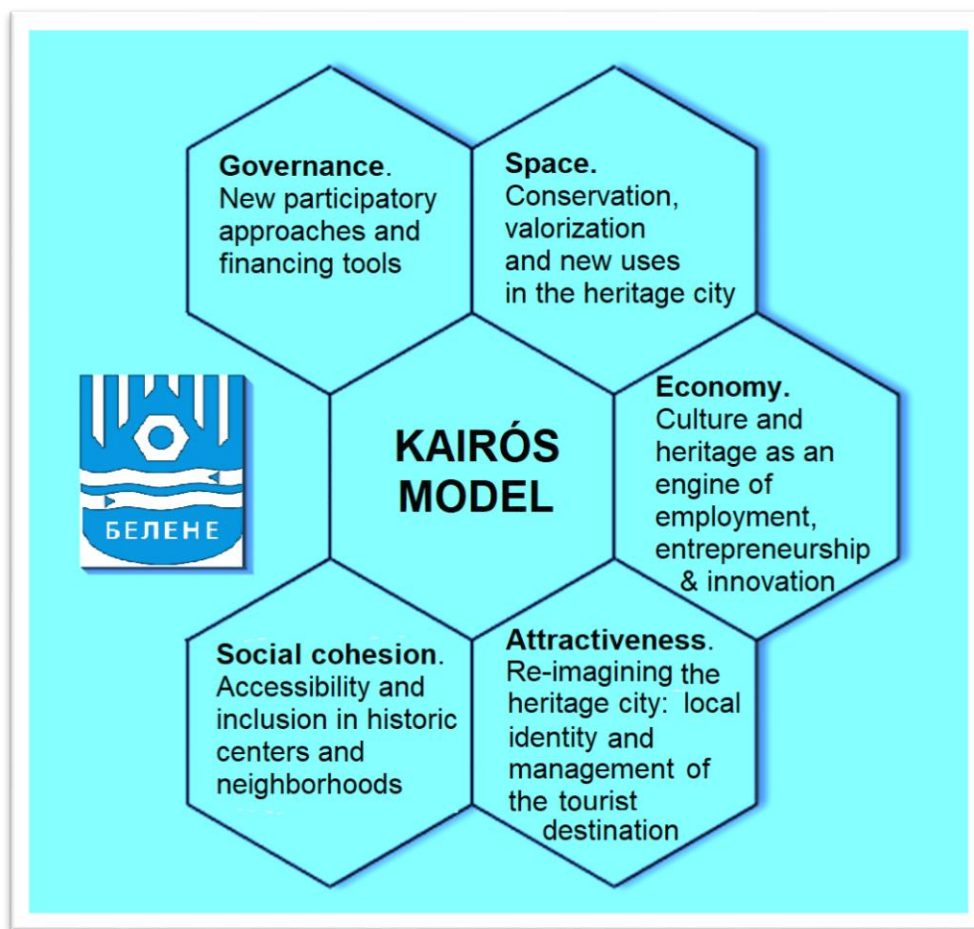 Governance.
New participatory
approaches and
financing tools
Space.
Conservation,
valorization
and new uses
in the heritage city
Economy.
Culture and
heritage as an
engine of
employment,
entrepreneurship
& innovation
KAIRÓS
MODEL
БЕЛЕНЕ
Social cohesion.
Accessibility and
inclusion in historic
centers and
neighborhoods
Attractiveness.
Re-imagining the
heritage city: local
identity and
management of
the tourist
destination